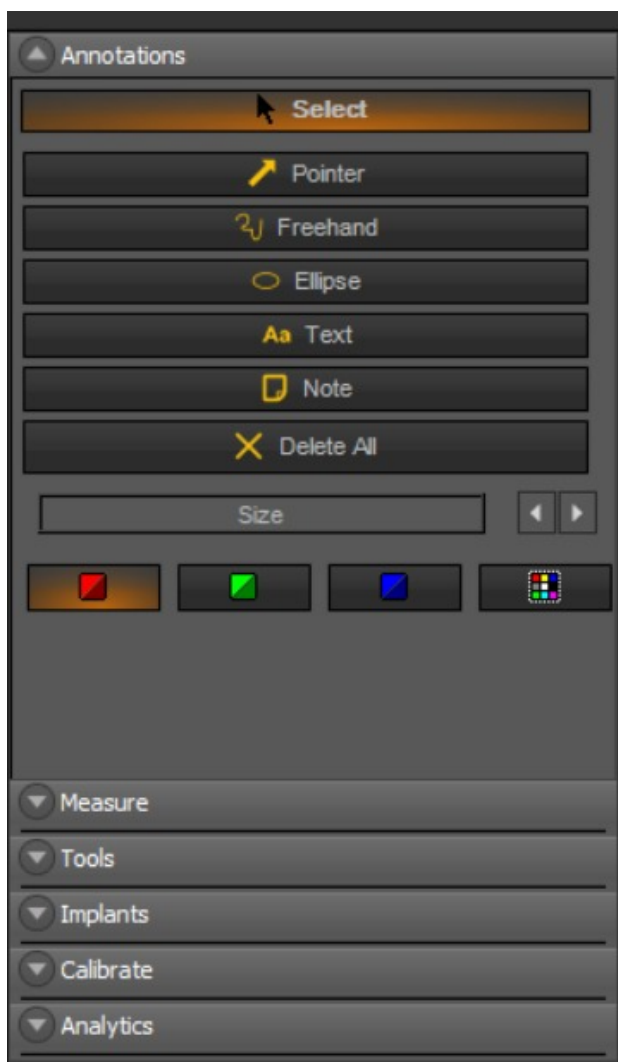 Annotations
Select
Pointer
Freehand
Ellipse
Aa Text
Note
Delete All
Size
Measure
Tools
Implants
Calibrate
Analytics